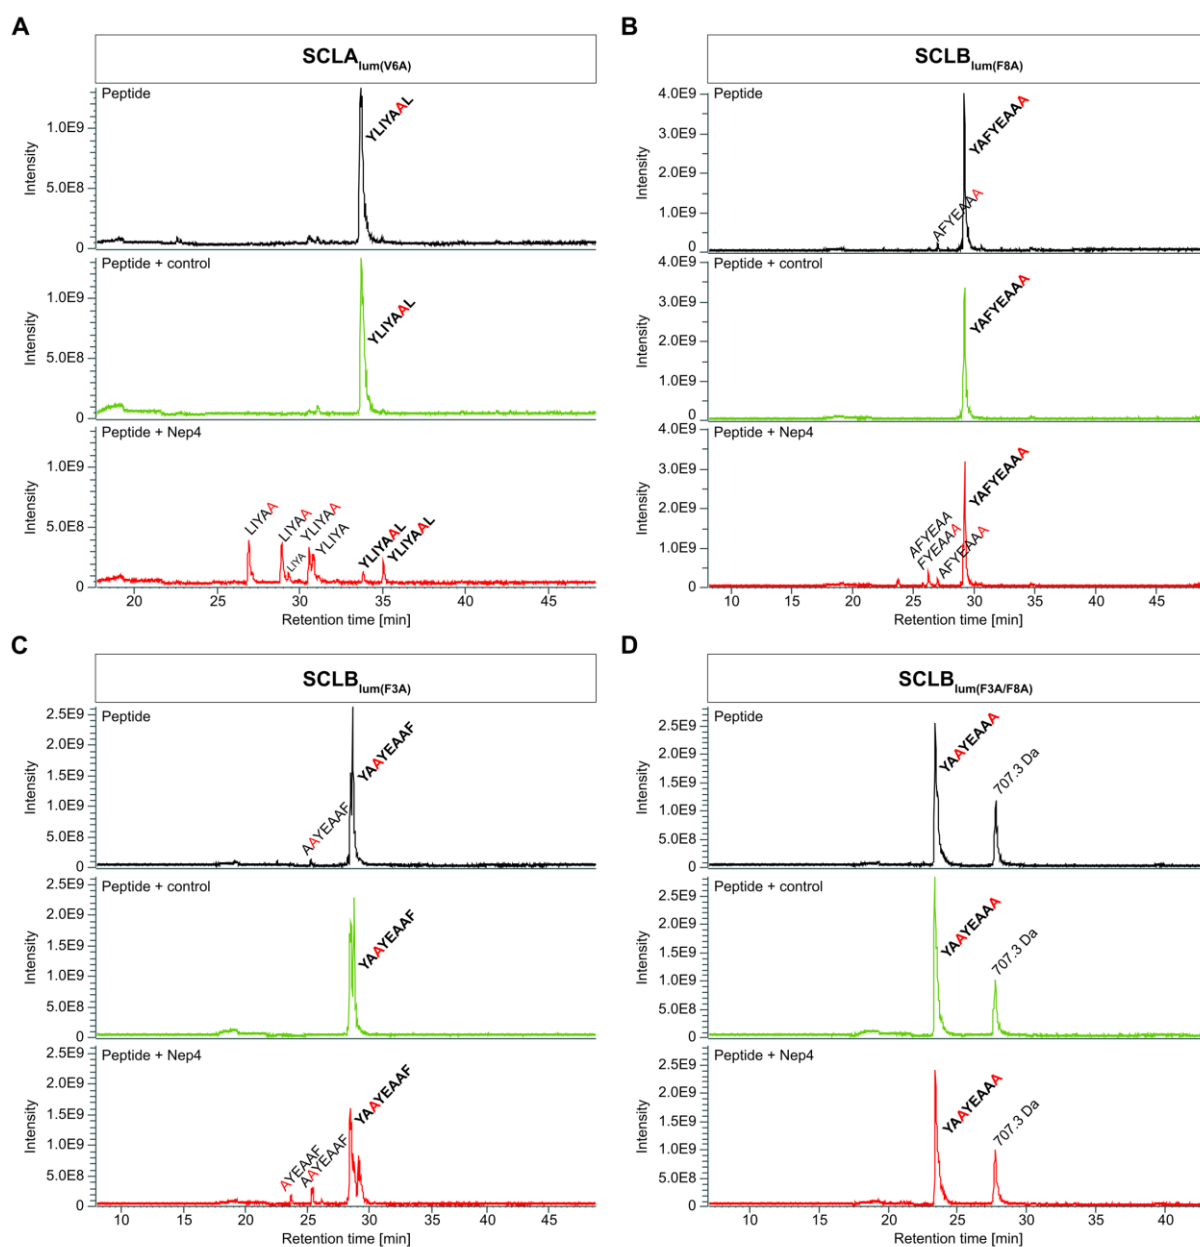 A
SCLA lum(V6A)
Peptide
YLIYAAL
1.0E9
5.0E8
0
Intensity
Peptide + control
YLIYAAL
1.0E9
5.0E8
0
Intensity
Peptide + Nep4
1.0E9
5.0E8
0
Intensity
LIYAA
LIYAA
LIYA
YLIYAA
YLIYA
YLIYAAL
YLIYAAL
20 25 30 35 40 45
Retention time [min]
B
SCLB lum(F8A)
Peptide
4.0E9
3.0E9
2.0E9
1.0E9
0
Intensity
AFYEAAA
YAFYEAAA
Peptide + control
4.0E9
3.0E9
2.0E9
1.0E9
0
Intensity
YAFYEAAA
Peptide + Nep4
4.0E9
3.0E9
2.0E9
1.0E9
0
Intensity
AFYEAA
FYEAAA
AFYEAAA
YAFYEAAA
10 15 20 25 30 35 40 45
Retention time [min]
C
SCLB lum(F3A)
Peptide
2.5E9
2.0E9
1.5E9
1.0E9
5.0E8
0
Intensity
AAYEAAF
YAAYEAAF
Peptide + control
2.5E9
2.0E9
1.5E9
1.0E9
5.0E8
0
Intensity
YAAYEAAF
Peptide + Nep4
2.5E9
2.0E9
1.5E9
1.0E9
5.0E8
0
Intensity
AYEAAF
AAYEAAF
YAAYEAAF
10 15 20 25 30 35 40 45
Retention time [min]
D
SCLB lum(F3A/F8A)
Peptide
2.5E9
2.0E9
1.5E9
1.0E9
5.0E8
0
Intensity
YAAYEAAA
707.3 Da
Peptide + control
2.5E9
2.0E9
1.5E9
1.0E9
5.0E8
0
Intensity
YAAYEAAA
707.3 Da
Peptide + Nep4
2.5E9
2.0E9
1.5E9
1.0E9
5.0E8
0
Intensity
YAAYEAAA
707.3 Da
10 15 20 25 30 35 40
Retention time [min]